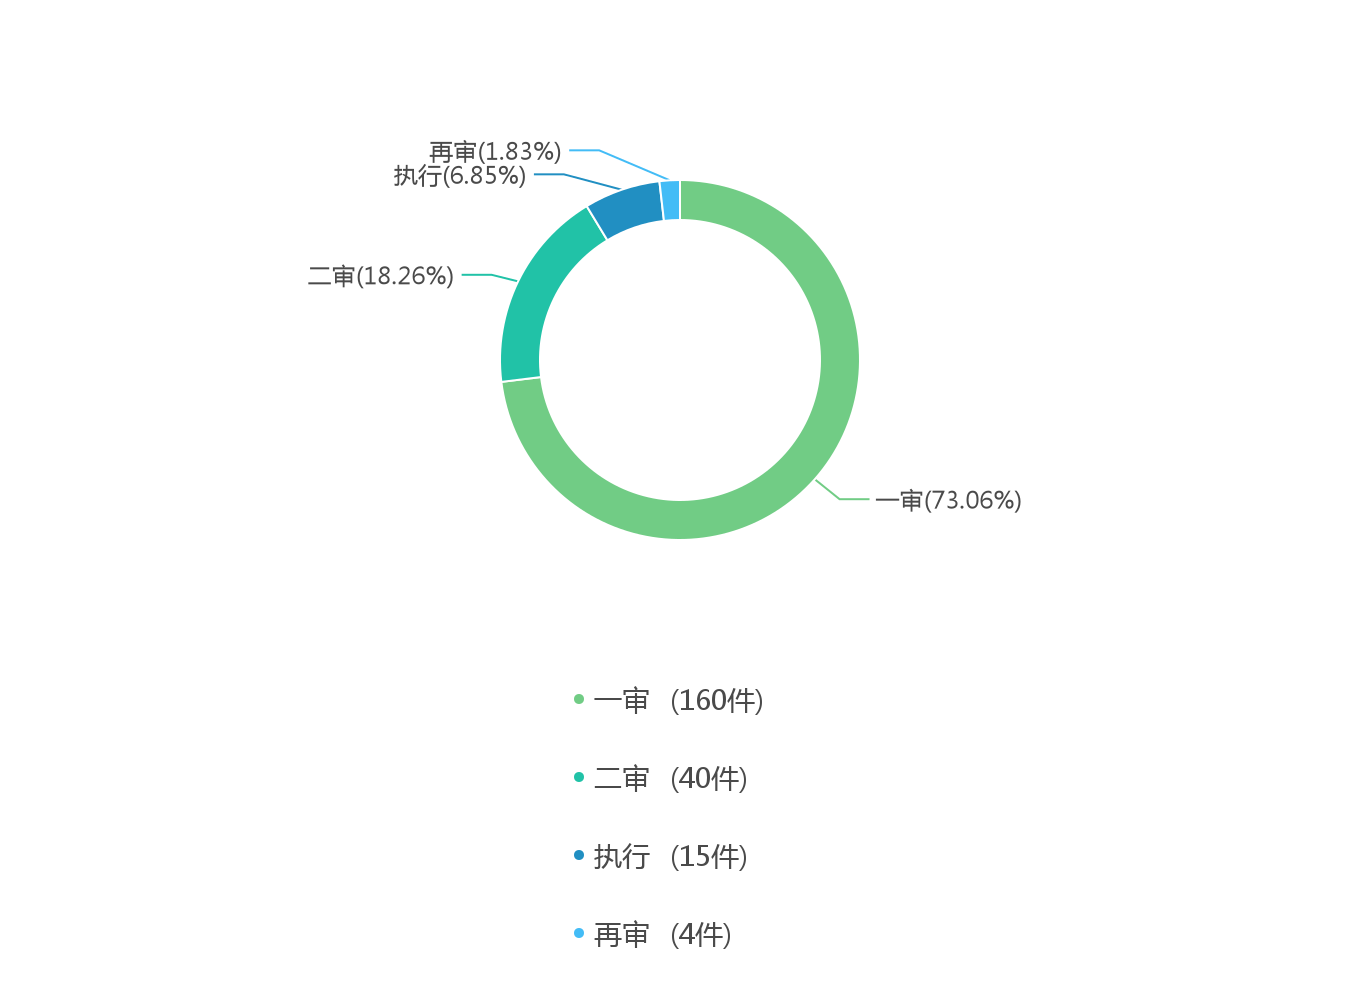 再审(1.83%)
执行(6.85%)
二审(18.26%)
一审(73.06%)
一审 (160件)
二审 (40件)
执行 (15件)
再审 (4件)